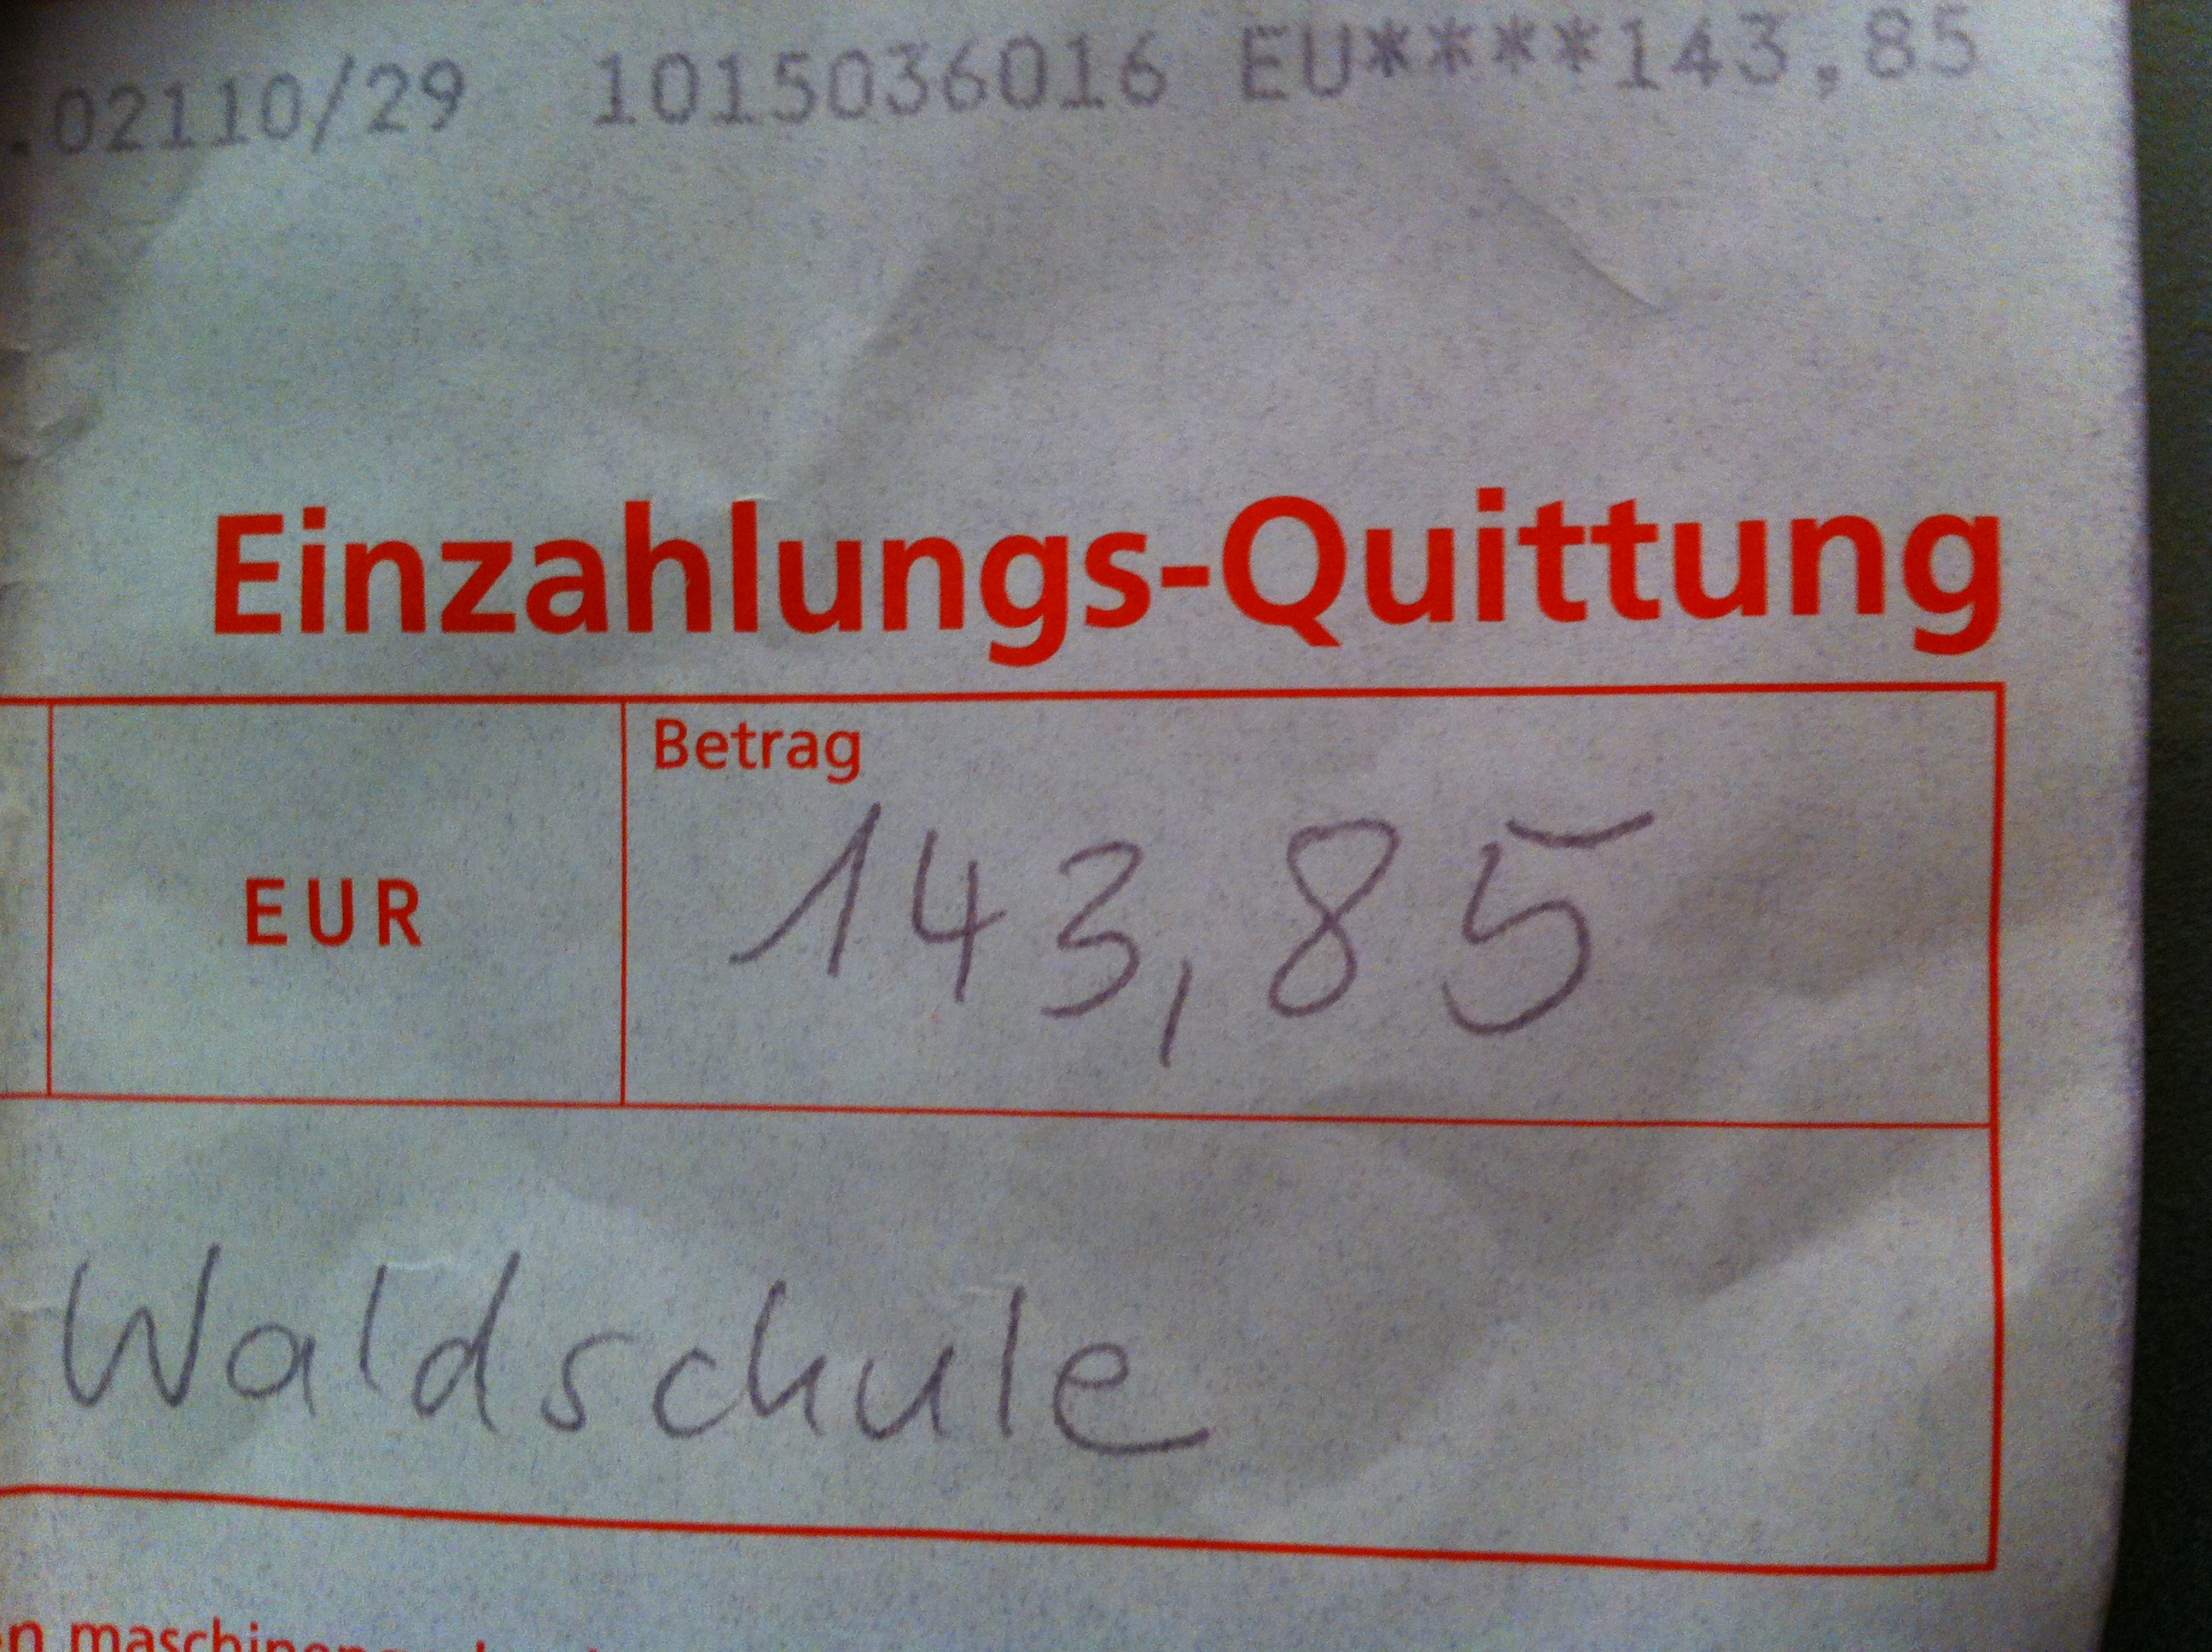 .02110/29 1015036016 EU****143,85
Einzahlungs-Quittung
Betrag
EUR 143,85
Waldschule